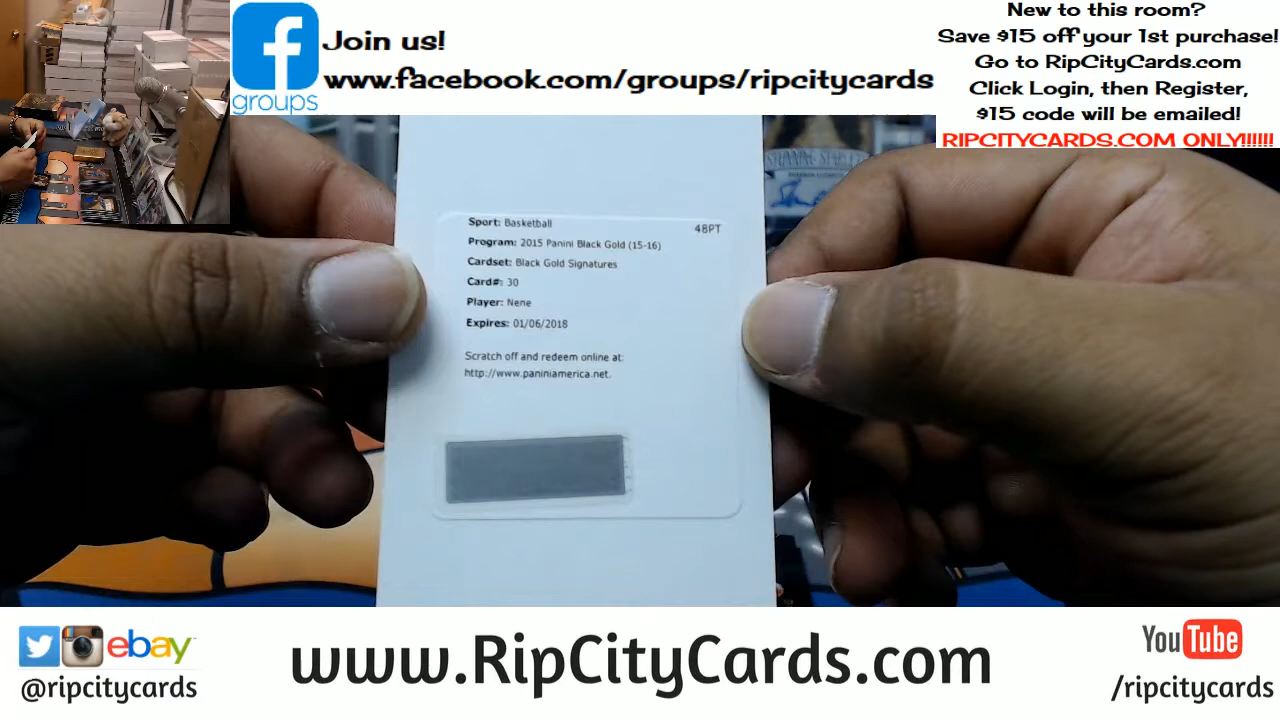 Join us!
www.facebook.com/groups/ripcitycards
f
groups
New to this room?
Save $15 off your 1st purchase!
Go to RipCityCards.com
Click Login, then Register,
$15 code will be emailed!
RIPCITYCARDS.COM ONLY!!!!!!
Sport: Basketball
48PT
Program: 2015 Panini Black Gold (15-16)
Cardset: Black Gold Signatures
Card#: 30
Player: Nene
Expires: 01/06/2018
Scratch off and redeem online at:
http://www.paniniamerica.net.
ebay
@ripcitycards
www.RipCityCards.com
YouTube
/ripcitycards